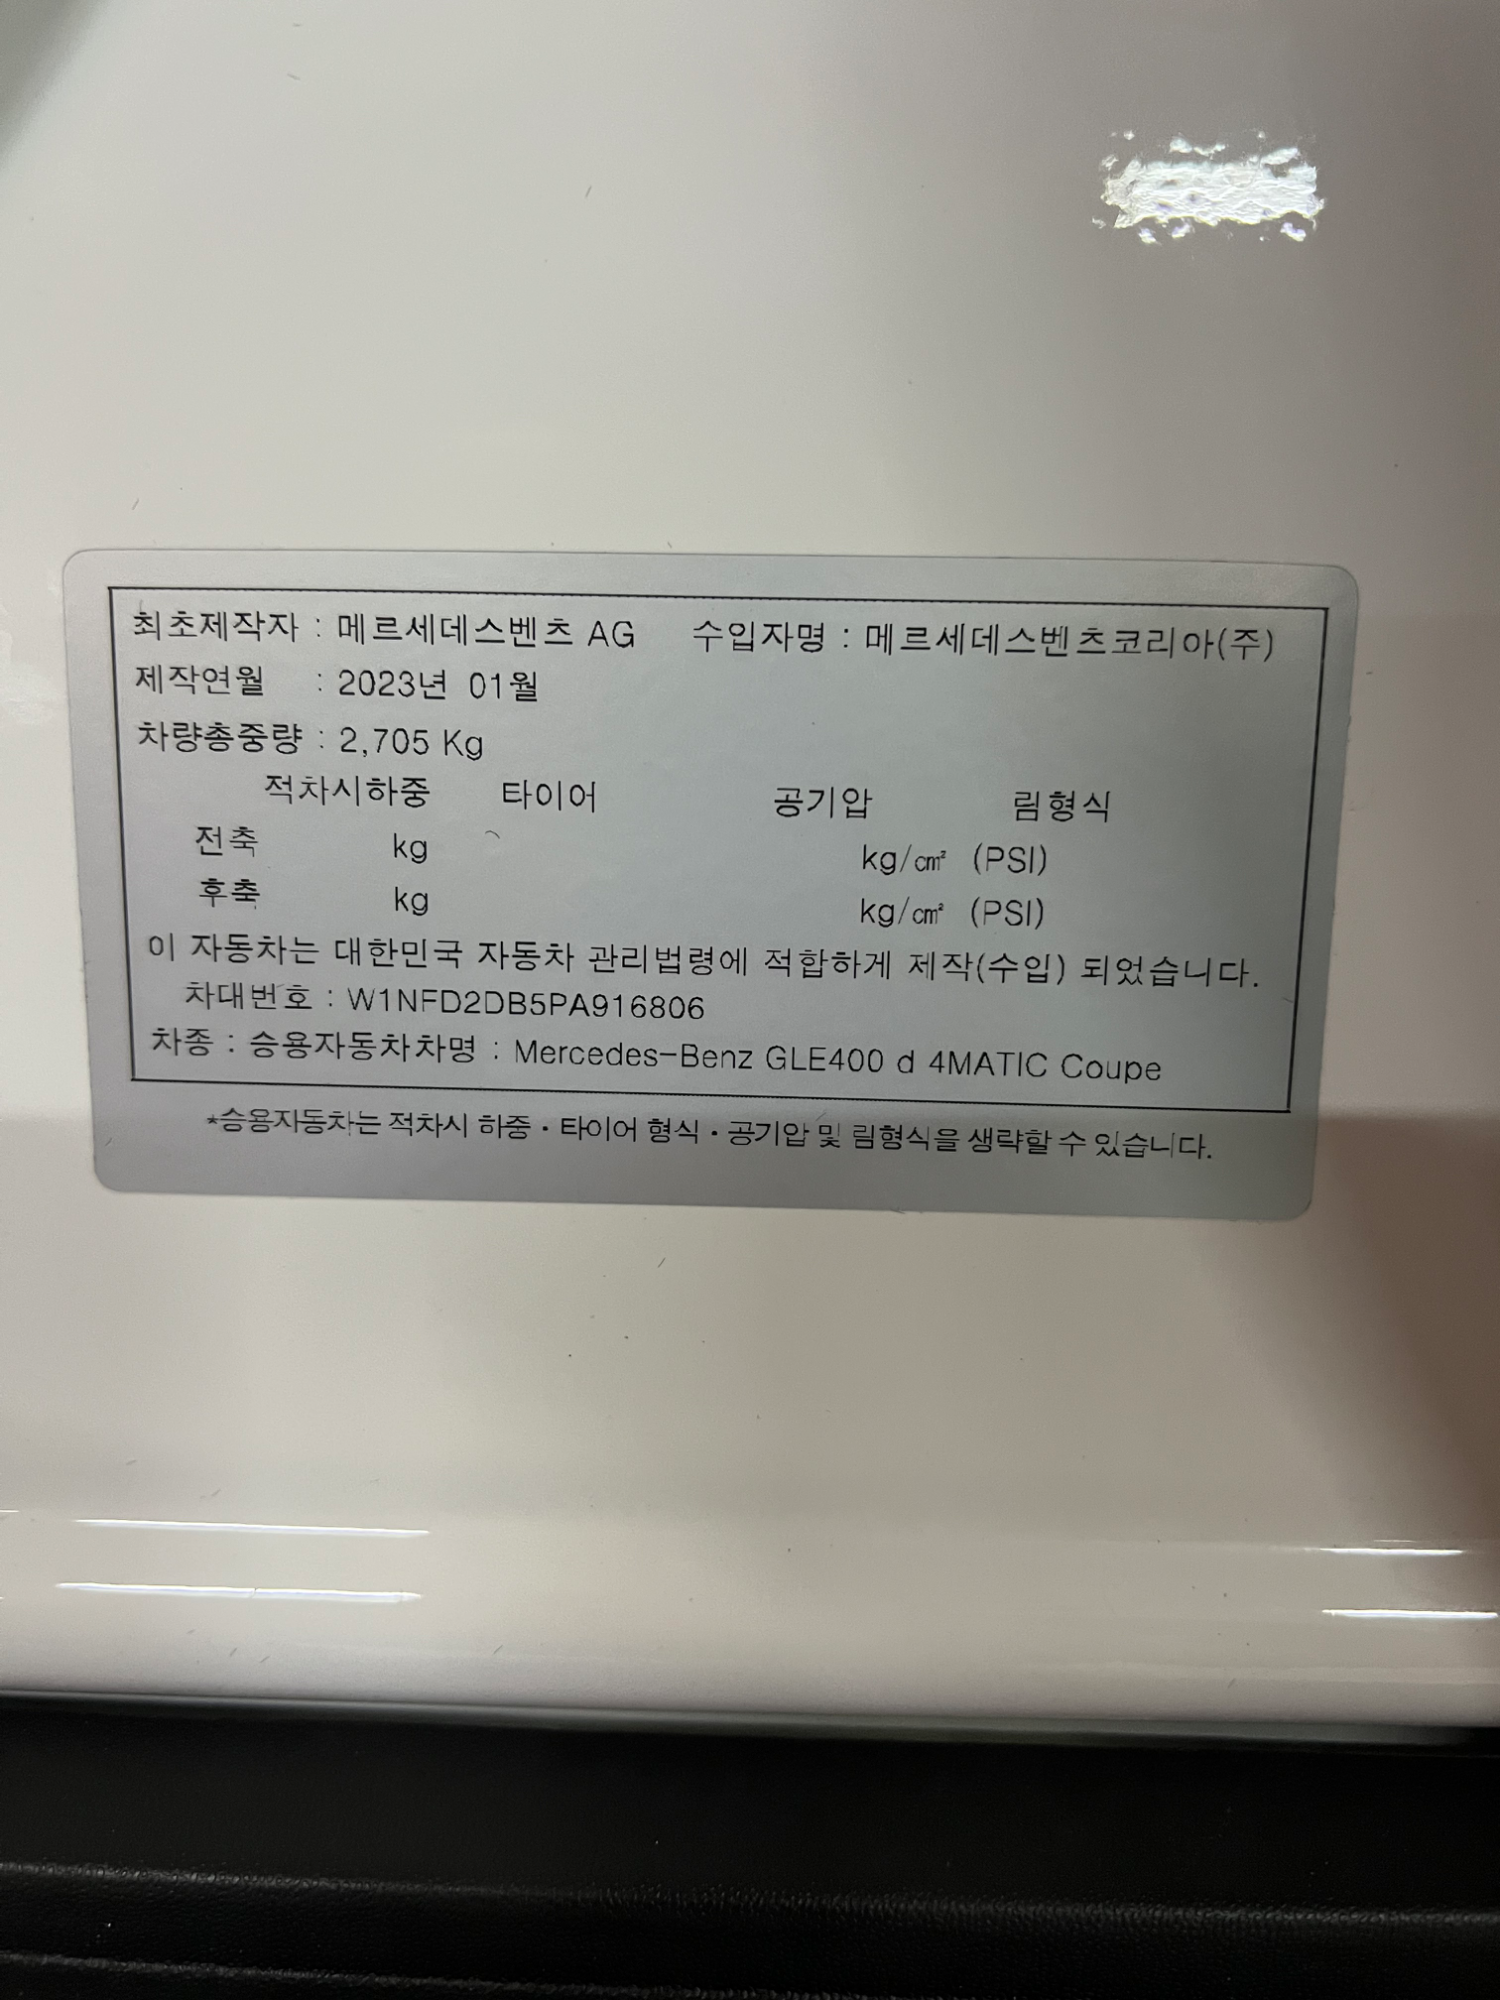 최초제작자 : 메르세데스벤츠 AG 수입자명 : 메르세데스벤츠코리아(주)
제작연월 : 2023년 01월
차량총중량 : 2,705 Kg
적차시하중 타이어 공기압 림형식
전축 kg kg/㎠ (PSI)
후축 kg kg/㎠ (PSI)
이 자동차는 대한민국 자동차 관리법령에 적합하게 제작(수입) 되었습니다.
차대번호 : W1NFD2DB5PA916806
차종 : 승용자동차차명 : Mercedes-Benz GLE400 d 4MATIC Coupe
*승용자동차는 적차시 하중 · 타이어 형식 · 공기압 및 림형식을 생략할 수 있습니다.